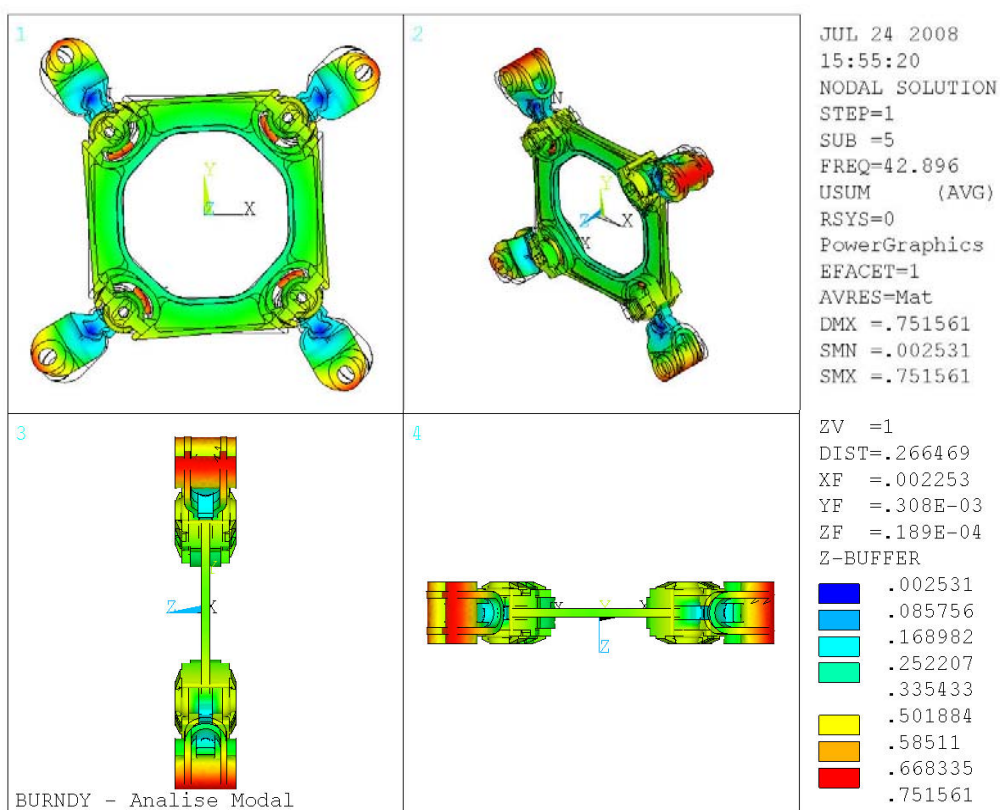 1
2
Y
Z
X
N
Y
Z
X
Y
3
4
Z
X
Y
Y
Y
Z
BURNDY - Analise Modal
JUL 24 2008
15:55:20
NODAL SOLUTION
STEP=1
SUB =5
FREQ=42.896
USUM (AVG)
RSYS=0
PowerGraphics
EFACET=1
AVRES=Mat
DMX =.751561
SMN =.002531
SMX =.751561
ZV =1
DIST=.266469
XF =.002253
YF =.308E-03
ZF =.189E-04
Z-BUFFER
.002531
.085756
.168982
.252207
.335433
.501884
.58511
.668335
.751561